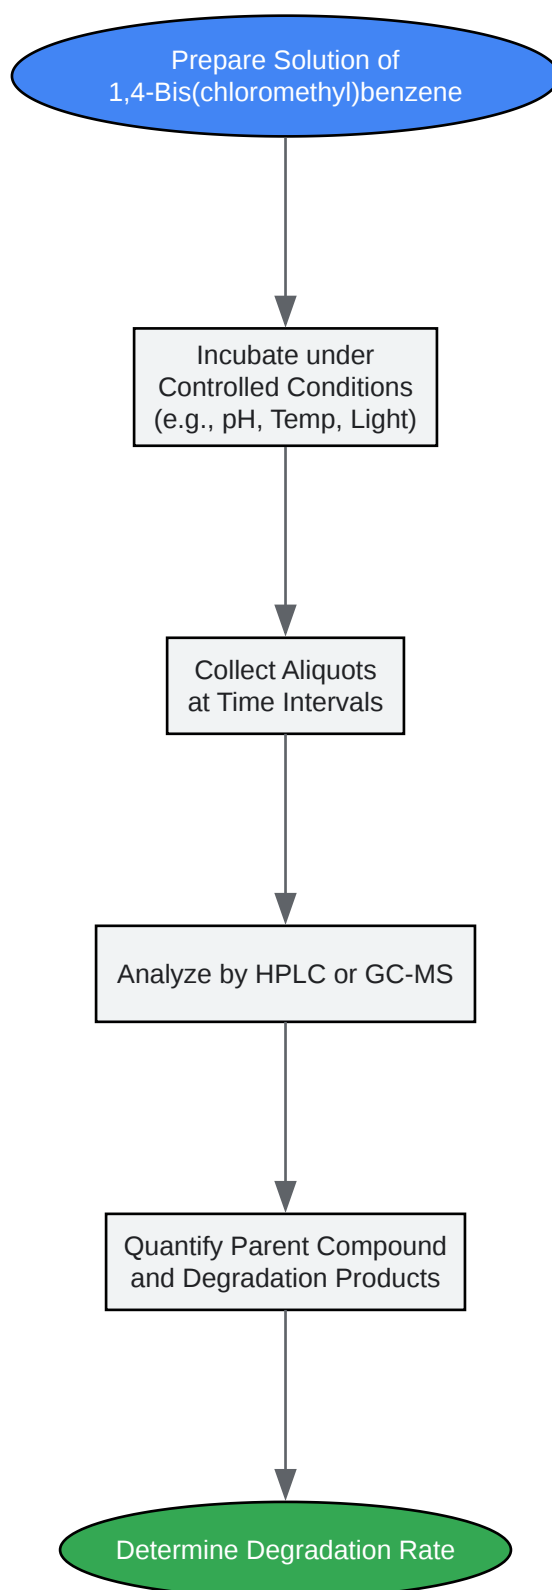 Prepare Solution of
1,4-Bis(chloromethyl)benzene
Incubate under
Controlled Conditions
(e.g., pH, Temp, Light)
Collect Aliquots
at Time Intervals
Analyze by HPLC or GC-MS
Quantify Parent Compound
and Degradation Products
Determine Degradation Rate